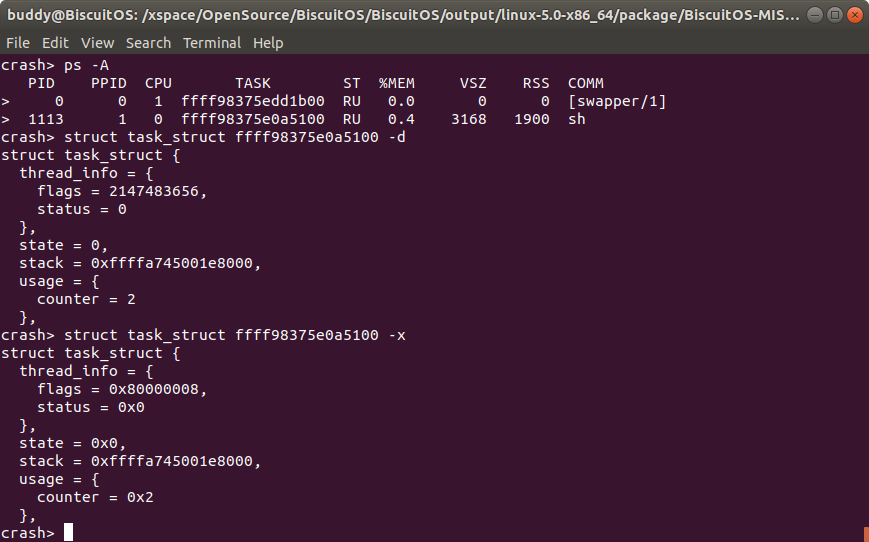 buddy@BiscuitOS: /xspace/OpenSource/BiscuitOS/BiscuitOS/output/linux-5.0-x86_64/package/BiscuitOS-MIS...
File Edit View Search Terminal Help
crash> ps -A
   PID    PPID  CPU       TASK        ST  %MEM     VSZ    RSS  COMM
>     0      0   1  ffff98375edd1b00  RU   0.0       0      0  [swapper/1]
>  1113      1   0  ffff98375e0a5100  RU   0.4    3168   1900  sh
crash> struct task_struct ffff98375e0a5100 -d
struct task_struct {
  thread_info = {
    flags = 2147483656,
    status = 0
  },
  state = 0,
  stack = 0xffffa745001e8000,
  usage = {
    counter = 2
  },
crash> struct task_struct ffff98375e0a5100 -x
struct task_struct {
  thread_info = {
    flags = 0x80000008,
    status = 0x0
  },
  state = 0x0,
  stack = 0xffffa745001e8000,
  usage = {
    counter = 0x2
  },
crash>